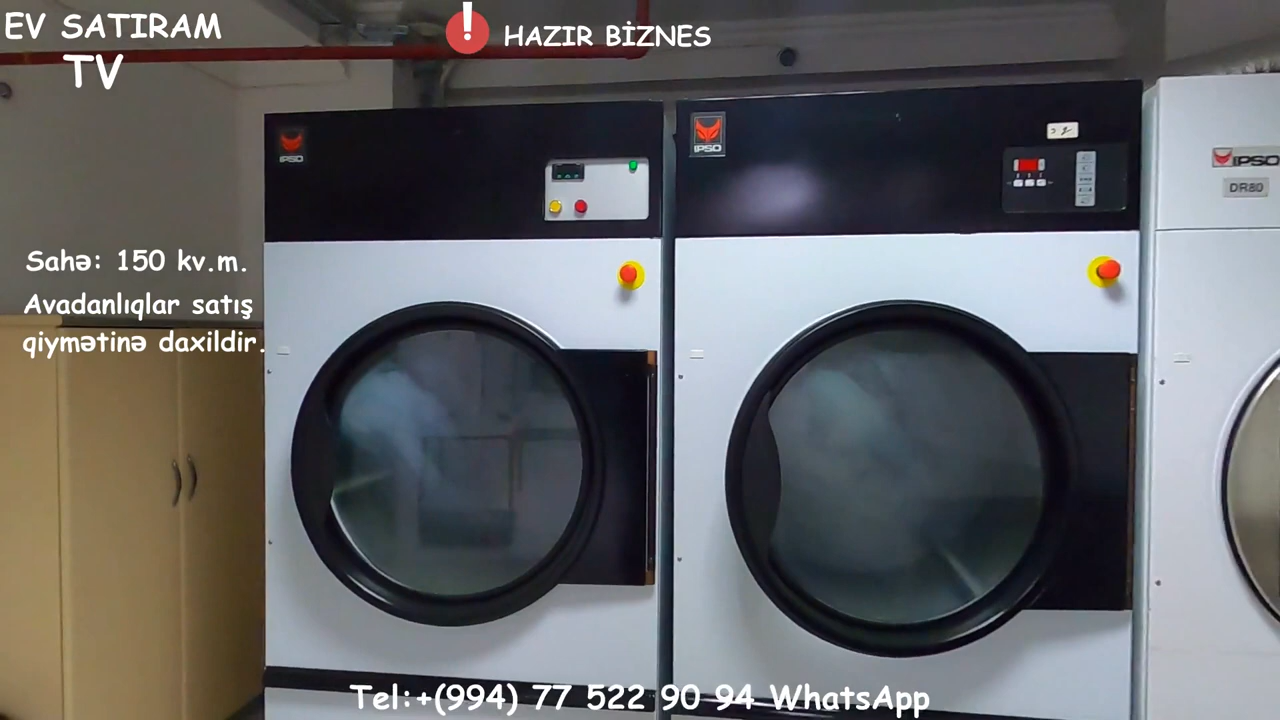 EV SATIRAM
TV
! HAZIR BİZNES
IPSO
IPSO
IPSO
DR80
Sahə: 150 kv.m.
Avadanlıqlar satış
qiymətinə daxildir.
Tel:+(994) 77 522 90 94 WhatsApp